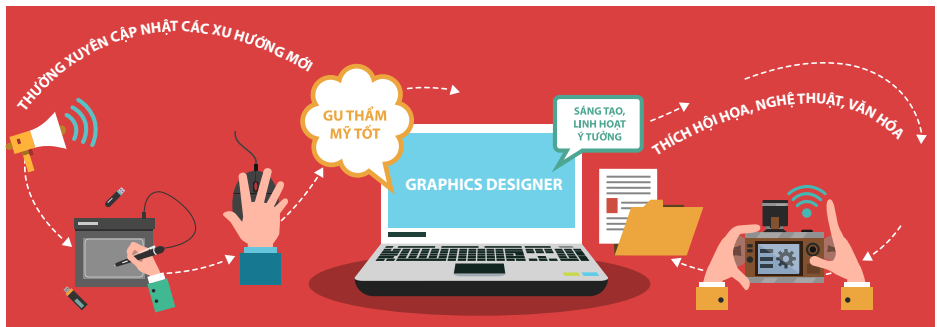 THƯỜNG XUYÊN CẬP NHẬT CÁC XU HƯỚNG MỚI
GU THẨM
MỸ TỐT
SÁNG TẠO,
LINH HOẠT
Ý TƯỞNG
GRAPHICS DESIGNER
THÍCH HỘI HỌA, NGHỆ THUẬT, VĂN HÓA